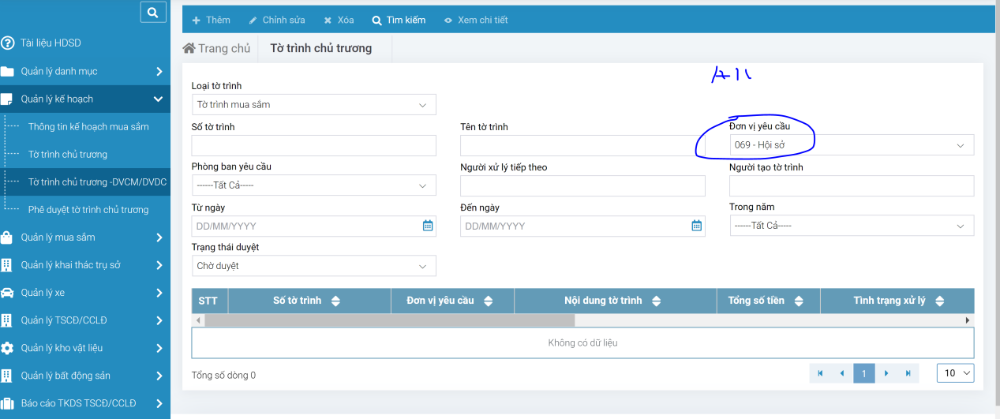 Thêm Chỉnh sửa Xóa Tìm kiếm Xem chi tiết
Tài liệu HDSD
Quản lý danh mục
Quản lý kế hoạch
Thông tin kế hoạch mua sắm
Tờ trình chủ trương
Tờ trình chủ trương -DVCM/DVDC
Phê duyệt tờ trình chủ trương
Quản lý mua sắm
Quản lý khai thác trụ sở
Quản lý xe
Quản lý TSCĐ/CCLĐ
Quản lý kho vật liệu
Quản lý bất động sản
Báo cáo TKDS TSCĐ/CCLĐ
Trang chủ Tờ trình chủ trương
All
Loại tờ trình
Tờ trình mua sắm
Số tờ trình Tên tờ trình Đơn vị yêu cầu
069 - Hội sở
Phòng ban yêu cầu Người xử lý tiếp theo Người tạo tờ trình
------Tất Cả-----
Từ ngày Đến ngày Trong năm
DD/MM/YYYY DD/MM/YYYY ------Tất Cả-----
Trạng thái duyệt
Chờ duyệt
STT Số tờ trình Đơn vị yêu cầu Nội dung tờ trình Tổng số tiền Tình trạng xử lý
Không có dữ liệu
Tổng số dòng 0 1 10